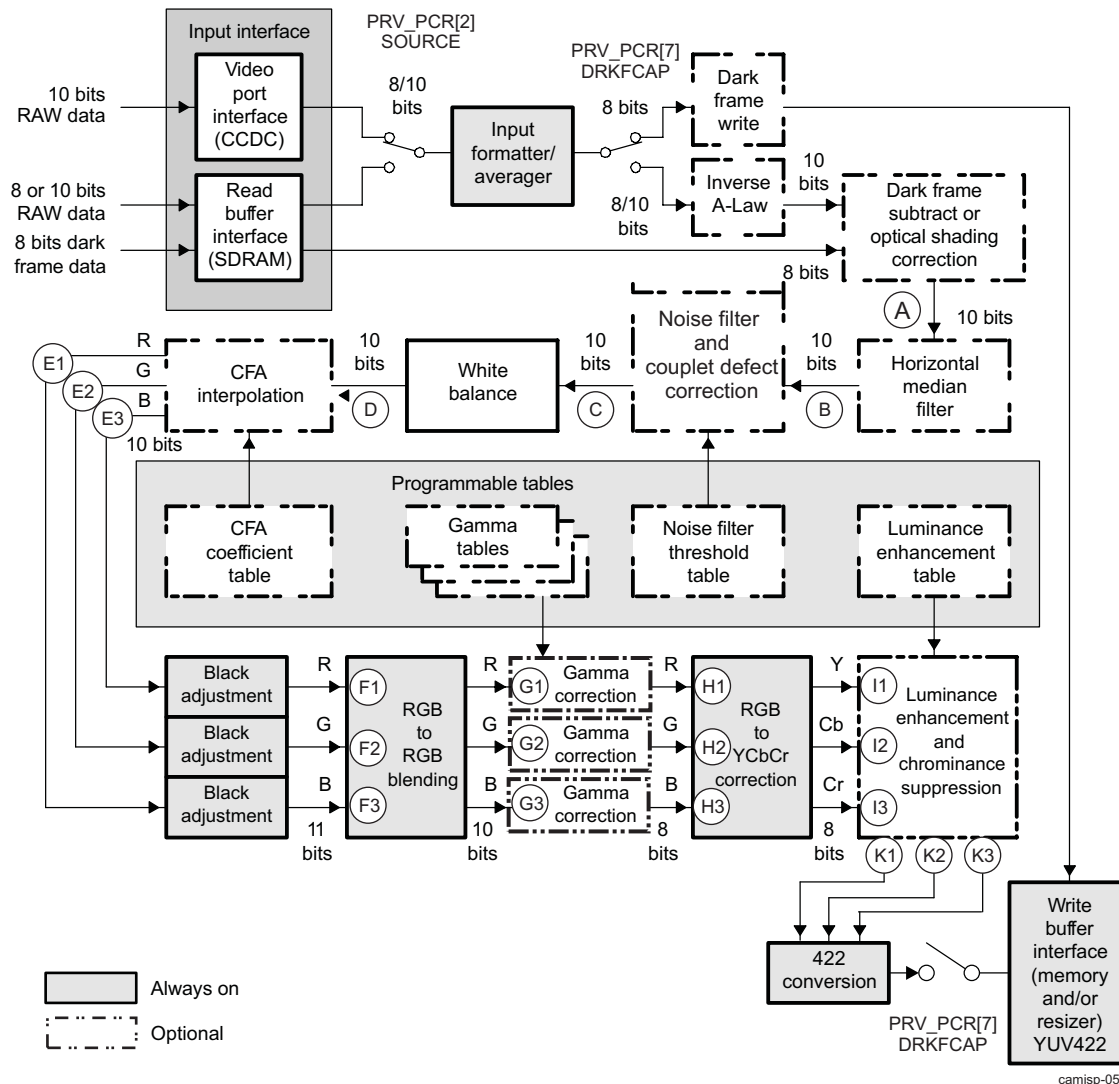 Input interface
PRV_PCR[2]
SOURCE
PRV_PCR[7]
DRKFCAP
10 bits
RAW data
Video
port
interface
(CCDC)
8/10
bits
Input
formatter/
averager
8 bits
Dark
frame
write
8 or 10 bits
RAW data
8 bits dark
frame data
Read
buffer
interface
(SDRAM)
8/10
bits
Inverse
A-Law
10
bits
Dark frame
subtract or
optical shading
correction
8 bits
A
10 bits
R
G
B
E1
E2
E3
10 bits
CFA
interpolation
10
bits
D
White
balance
10
bits
C
Noise filter
and
couplet defect
correction
10
bits
B
Horizontal
median
filter
Programmable tables
CFA
coefficient
table
Gamma
tables
Noise filter
threshold
table
Luminance
enhancement
table
Black
adjustment
Black
adjustment
Black
adjustment
R
G
B
11
bits
F1
F2
F3
RGB
to
RGB
blending
R
G
B
10
bits
G1
Gamma
correction
G2
Gamma
correction
G3
Gamma
correction
R
G
B
8
bits
H1
H2
H3
RGB
to
YCbCr
correction
Y
Cb
Cr
8
bits
I1
I2
I3
Luminance
enhancement
and
chrominance
suppression
K1
K2
K3
422
conversion
PRV_PCR[7]
DRKFCAP
Write
buffer
interface
(memory
and/or
resizer)
YUV422
Always on
Optional
camisp-05